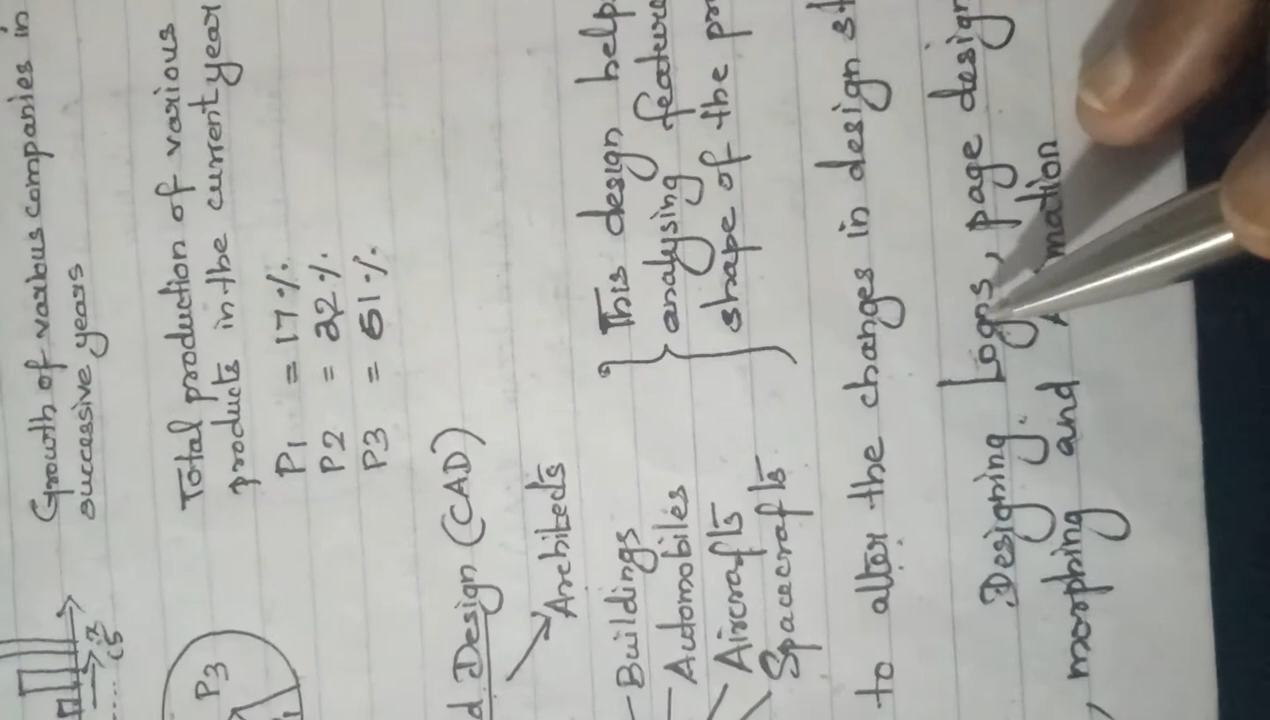 Growth of various companies in
successive years
C5
Total production of various
products in the current year
P1 = 17%
P2 = 22%
P3 = 61%
P3
d Design (CAD)
Architects
Buildings
Automobiles
Aircrafts
Spacecrafts
This design help
analysing feature
shape of the pr
to alter the changes in design st
Designing Logos, page design
morphing and mation